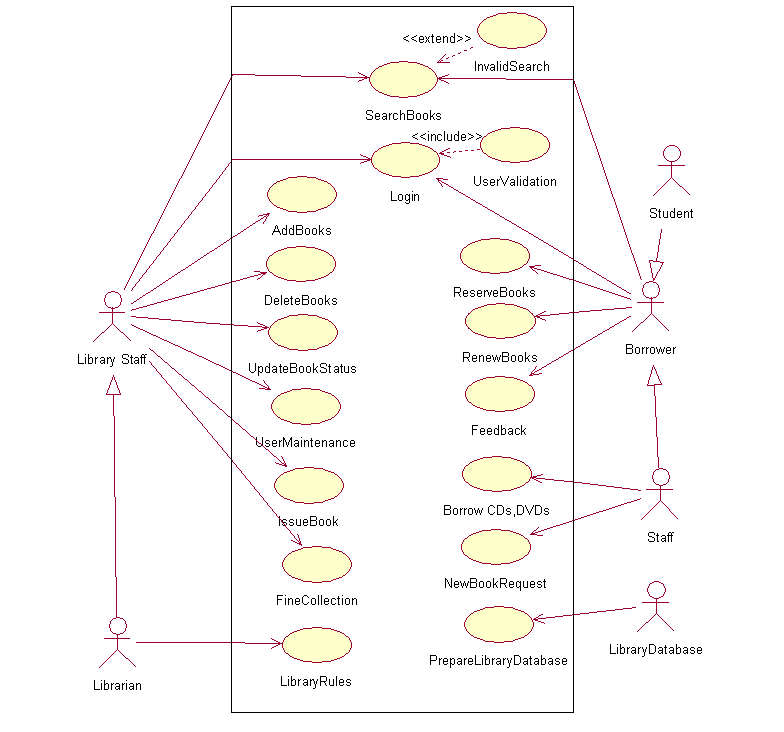 <<extend>>
InvalidSearch
SearchBooks
<<include>>
UserValidation
Login
Student
AddBooks
ReserveBooks
DeleteBooks
Library Staff
RenewBooks
Borrower
UpdateBookStatus
Feedback
UserMaintenance
Borrow CDs,DVDs
IssueBook
Staff
NewBookRequest
FineCollection
LibraryDatabase
PrepareLibraryDatabase
Librarian
LibraryRules